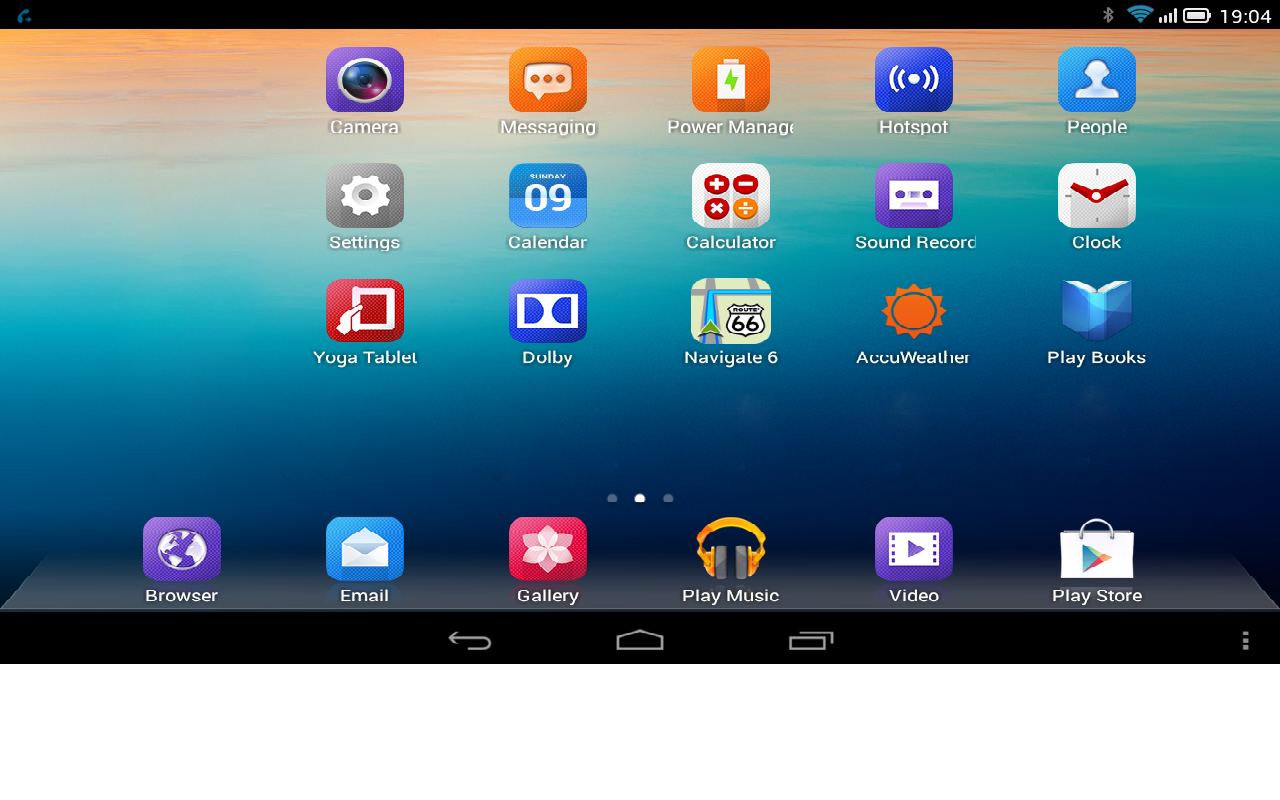 19:04
Camera
Messaging
Power Manage
Hotspot
People
SUNDAY
09
Settings
Calendar
Calculator
Sound Record
Clock
ROUTE
66
Yoga Tablet
Dolby
Navigate 6
AccuWeather
Play Books
Browser
Email
Gallery
Play Music
Video
Play Store